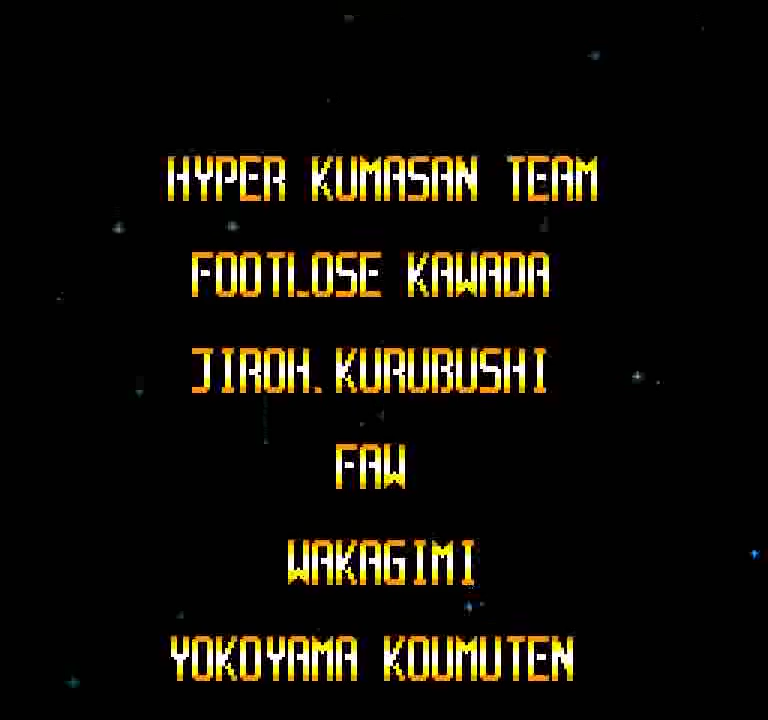 HYPER KUMASAN TEAM
FOOTLOSE KAWADA
JIROH.KURUBUSHI
FAW
WAKAGIMI
YOKOYAMA KOUMUTEN